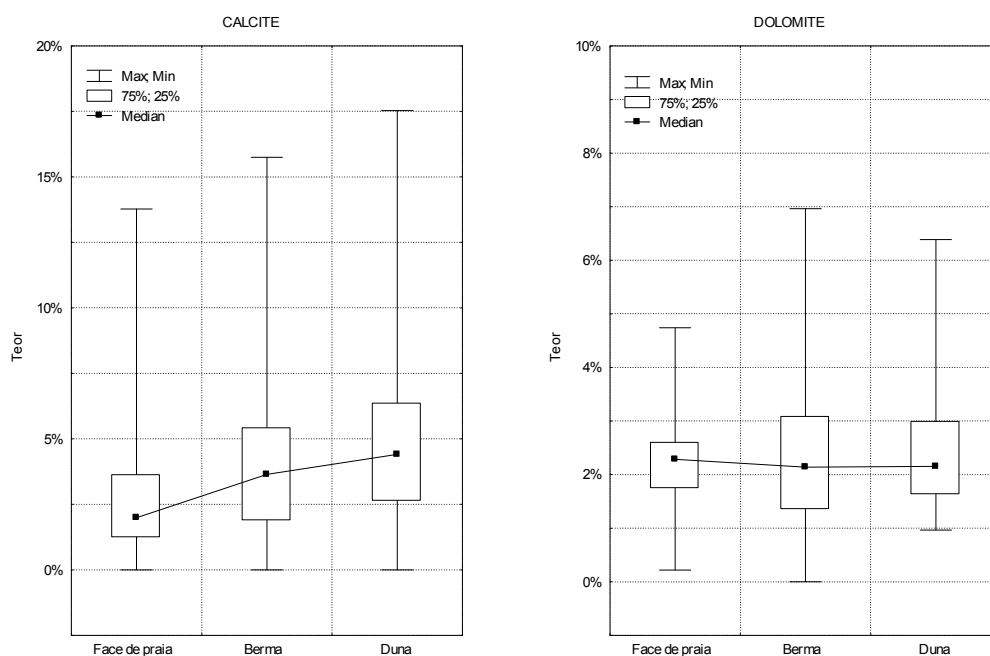 CALCITE
20%
Max; Min
75%; 25%
Median
15%
10%
5%
0%
Teor
Face de praia Berma Duna
DOLOMITE
10%
Max; Min
75%; 25%
Median
8%
6%
4%
2%
0%
Teor
Face de praia Berma Duna